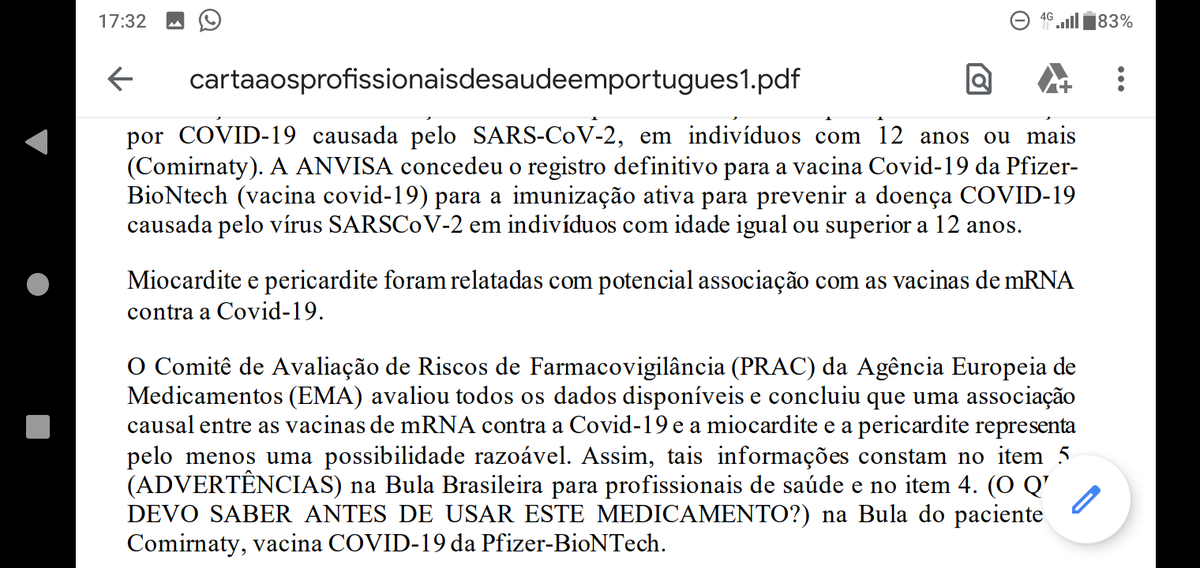 17:32
4G 83%
cartaaosprofissionaisdesaudeemportugues1.pdf
por COVID-19 causada pelo SARS-CoV-2, em indivíduos com 12 anos ou mais
(Comirnaty). A ANVISA concedeu o registro definitivo para a vacina Covid-19 da Pfizer-
BioNtech (vacina covid-19) para a imunização ativa para prevenir a doença COVID-19
causada pelo vírus SARSCoV-2 em indivíduos com idade igual ou superior a 12 anos.
Miocardite e pericardite foram relatadas com potencial associação com as vacinas de mRNA
contra a Covid-19.
O Comitê de Avaliação de Riscos de Farmacovigilância (PRAC) da Agência Europeia de
Medicamentos (EMA) avaliou todos os dados disponíveis e concluiu que uma associação
causal entre as vacinas de mRNA contra a Covid-19 e a miocardite e a pericardite representa
pelo menos uma possibilidade razoável. Assim, tais informações constam no item 5
(ADVERTÊNCIAS) na Bula Brasileira para profissionais de saúde e no item 4. (O
DEVO SABER ANTES DE USAR ESTE MEDICAMENTO?) na Bula do paciente
Comirnaty, vacina COVID-19 da Pfizer-BioNTech.